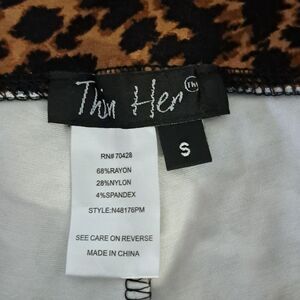 Thin Her TM
S
RN# 70428
68%RAYON
28%NYLON
4%SPANDEX
STYLE:N48176PM
SEE CARE ON REVERSE
MADE IN CHINA